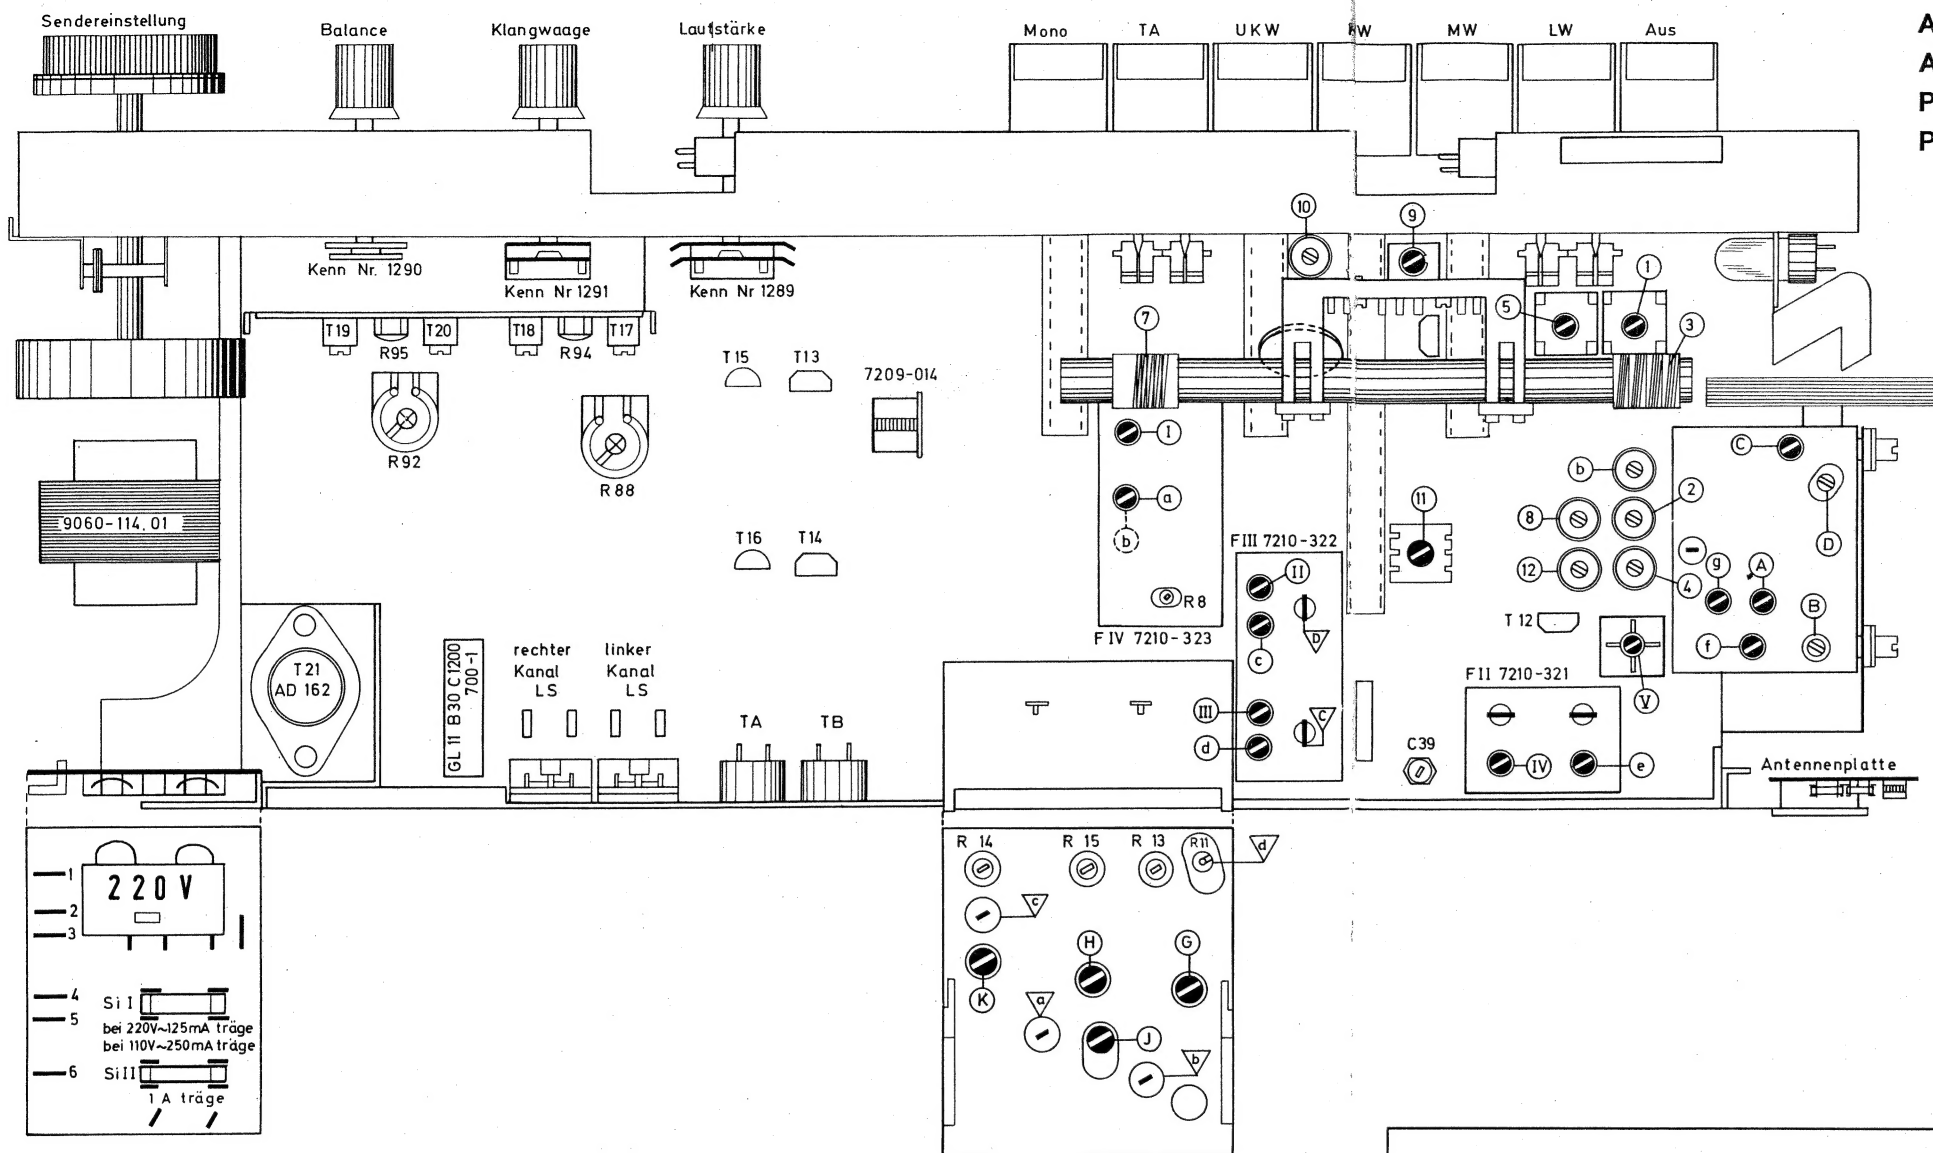 Sendereinstellung
Balance
Klangwaage
Lautstärke
Mono
TA
UKW
KW
MW
LW
Aus
A
A
P
P
10
9
1
5
3
7
Kenn Nr. 1290
Kenn Nr 1291
Kenn Nr 1289
T19
R95
T20
T18
R94
T17
T15
T13
7209-014
R92
R88
I
a
b
C
b
2
8
12
4
11
D
g
A
B
f
9060-114.01
T16
T14
F III 7210-322
II
D
c
III
C
d
R8
F IV 7210-323
T12
V
F II 7210-321
IV
e
C39
T21
AD 162
GL 11 B30 C1200
700-1
rechter
Kanal
LS
linker
Kanal
LS
TA
TB
Antennenplatte
R 14
R 15
R 13
R11
d
c
H
G
K
a
J
b
220V
1
2
3
4
5
6
Si I
bei 220V~125mA träge
bei 110V~250mA träge
Si II
1 A träge